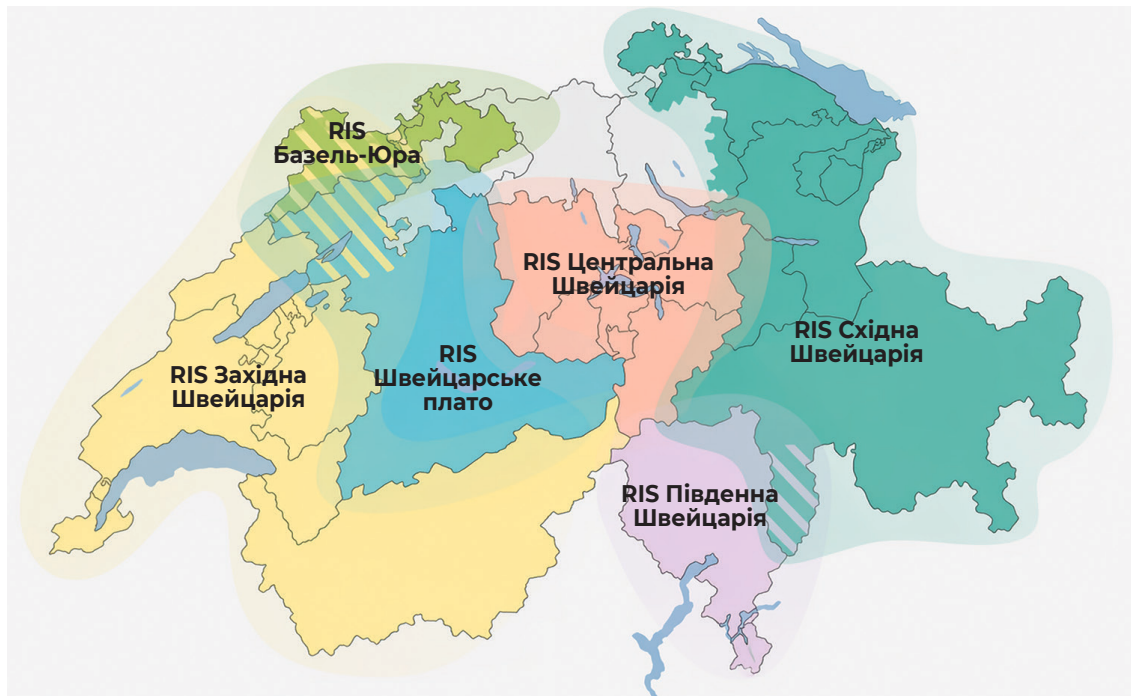 RIS
Базель-Юра
RIS Центральна
Швейцарія
RIS Східна
Швейцарія
RIS Західна
Швейцарія
RIS
Швейцарське
плато
RIS Південна
Швейцарія